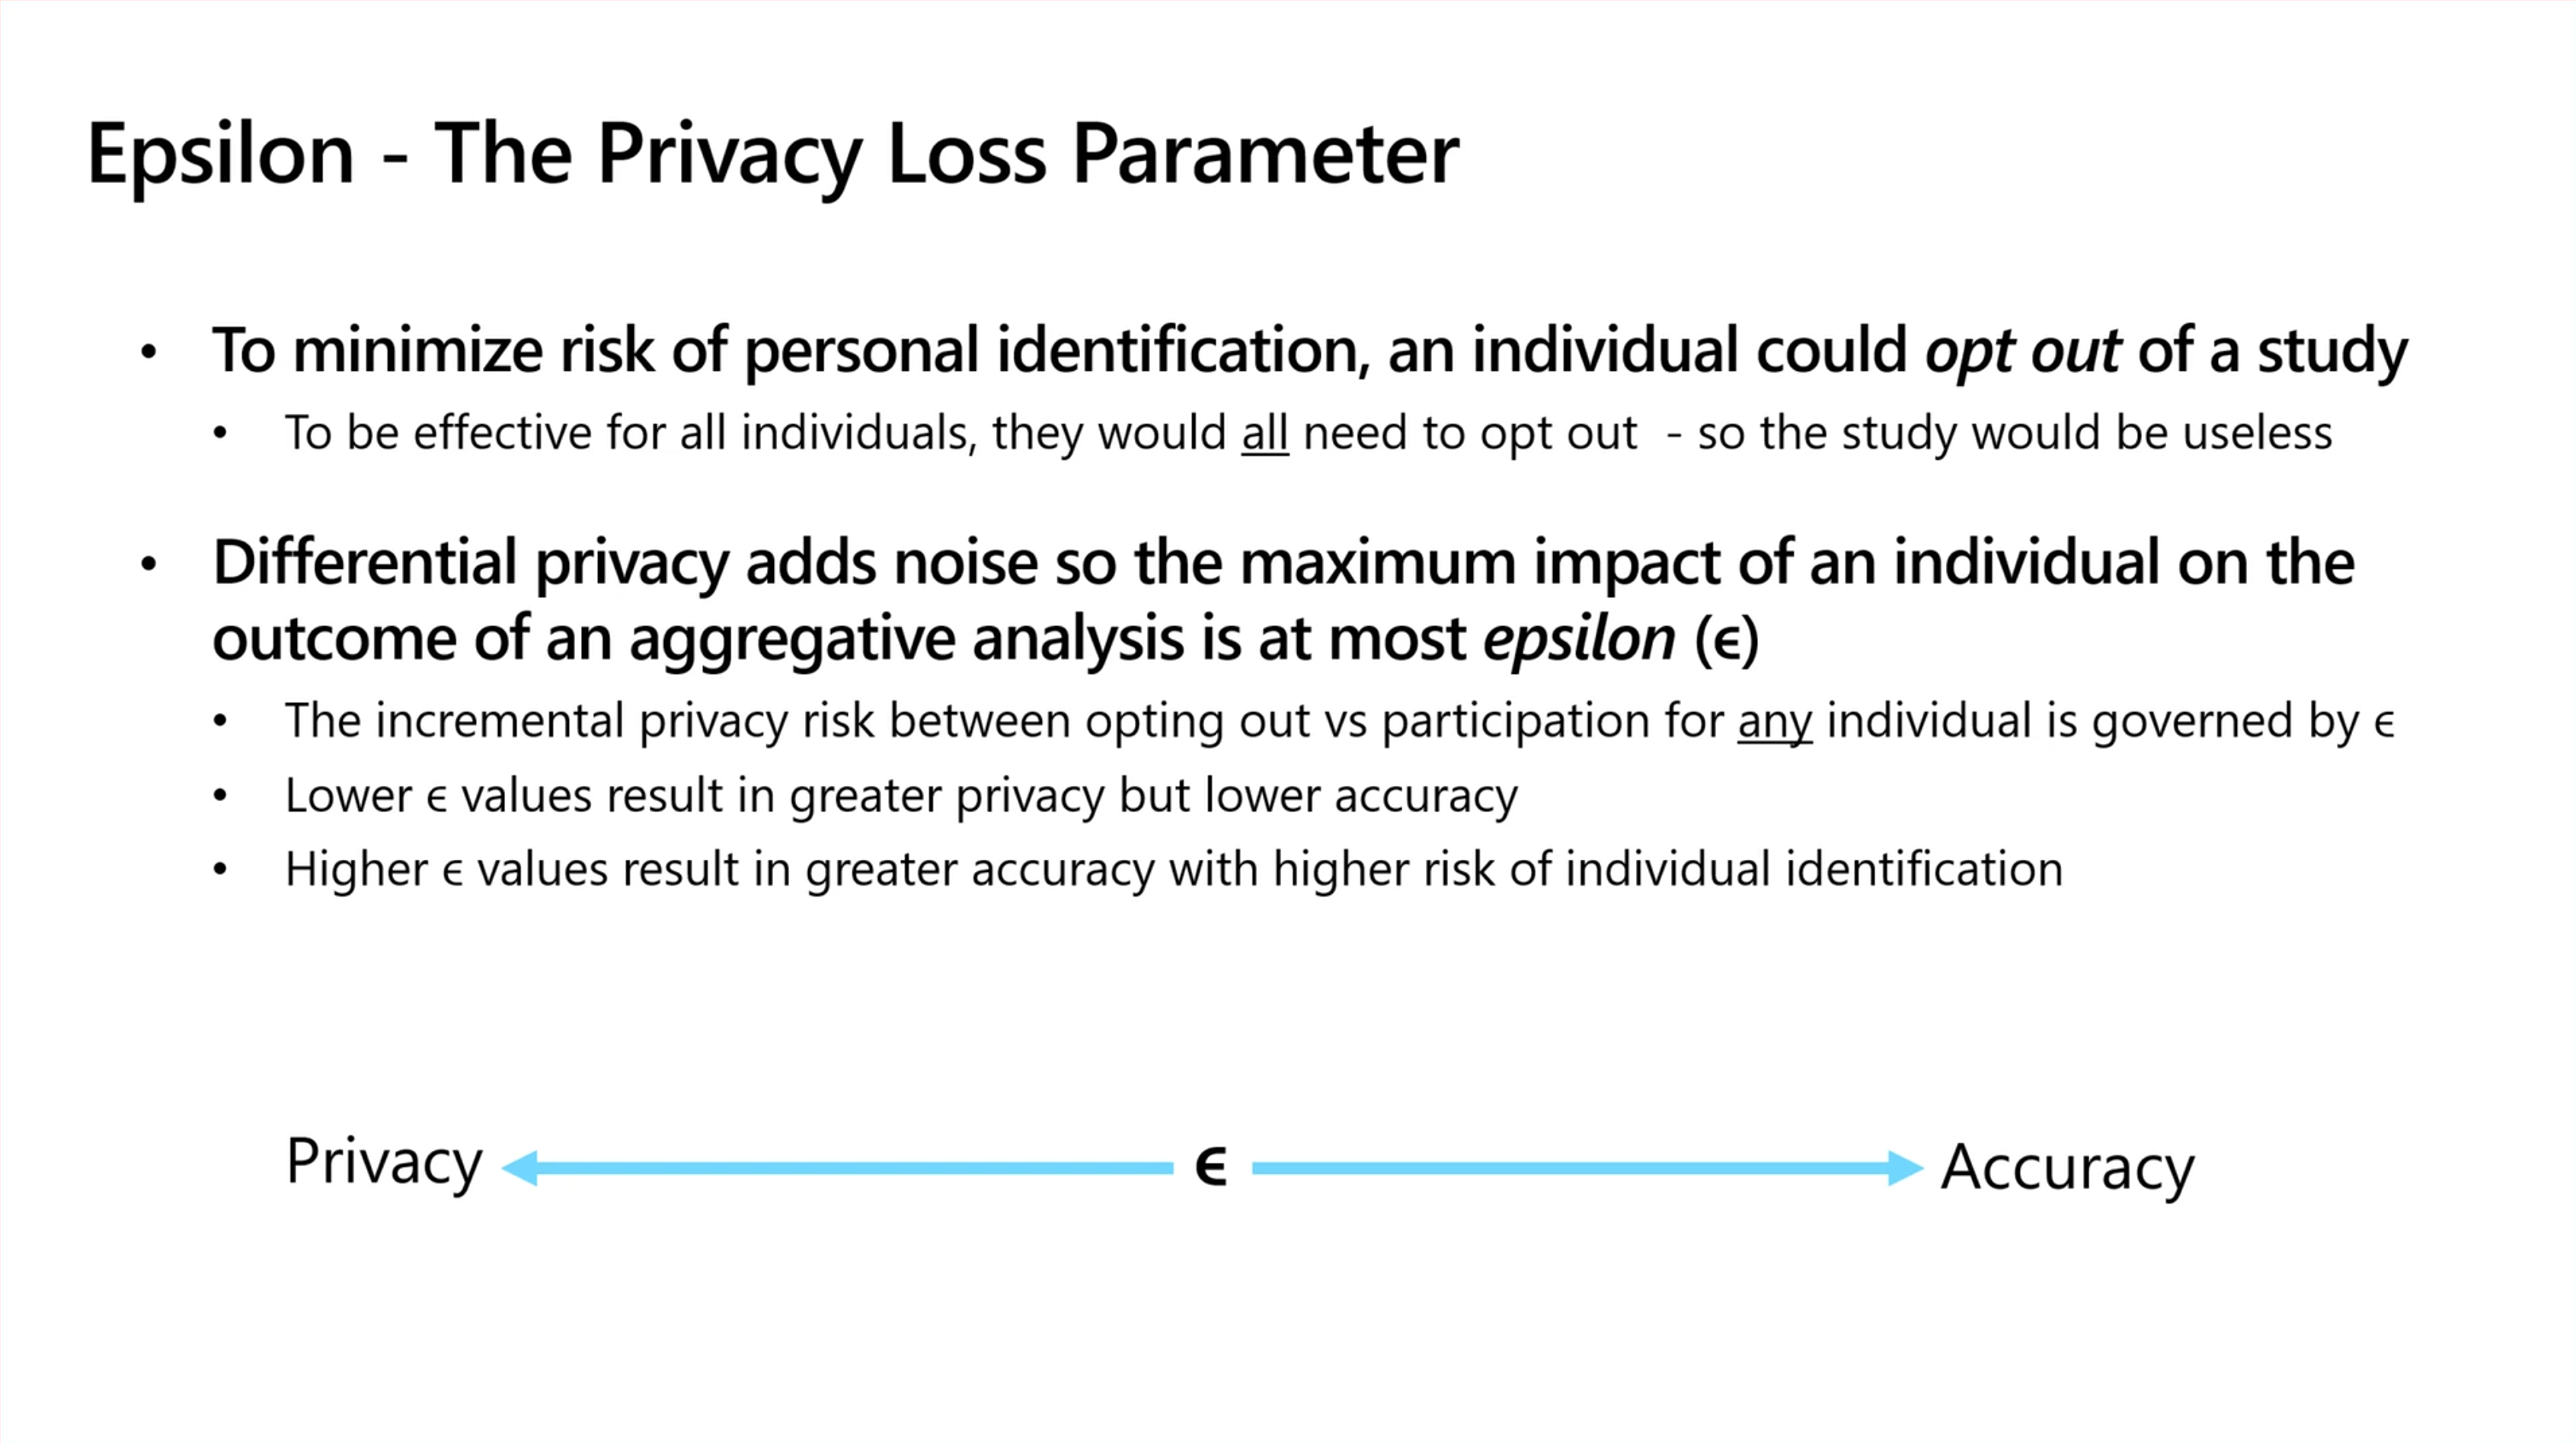 Epsilon - The Privacy Loss Parameter
• To minimize risk of personal identification, an individual could opt out of a study
• To be effective for all individuals, they would all need to opt out  - so the study would be useless
• Differential privacy adds noise so the maximum impact of an individual on the
outcome of an aggregative analysis is at most epsilon (ϵ)
• The incremental privacy risk between opting out vs participation for any individual is governed by ϵ
• Lower ϵ values result in greater privacy but lower accuracy
• Higher ϵ values result in greater accuracy with higher risk of individual identification
Privacy ϵ Accuracy